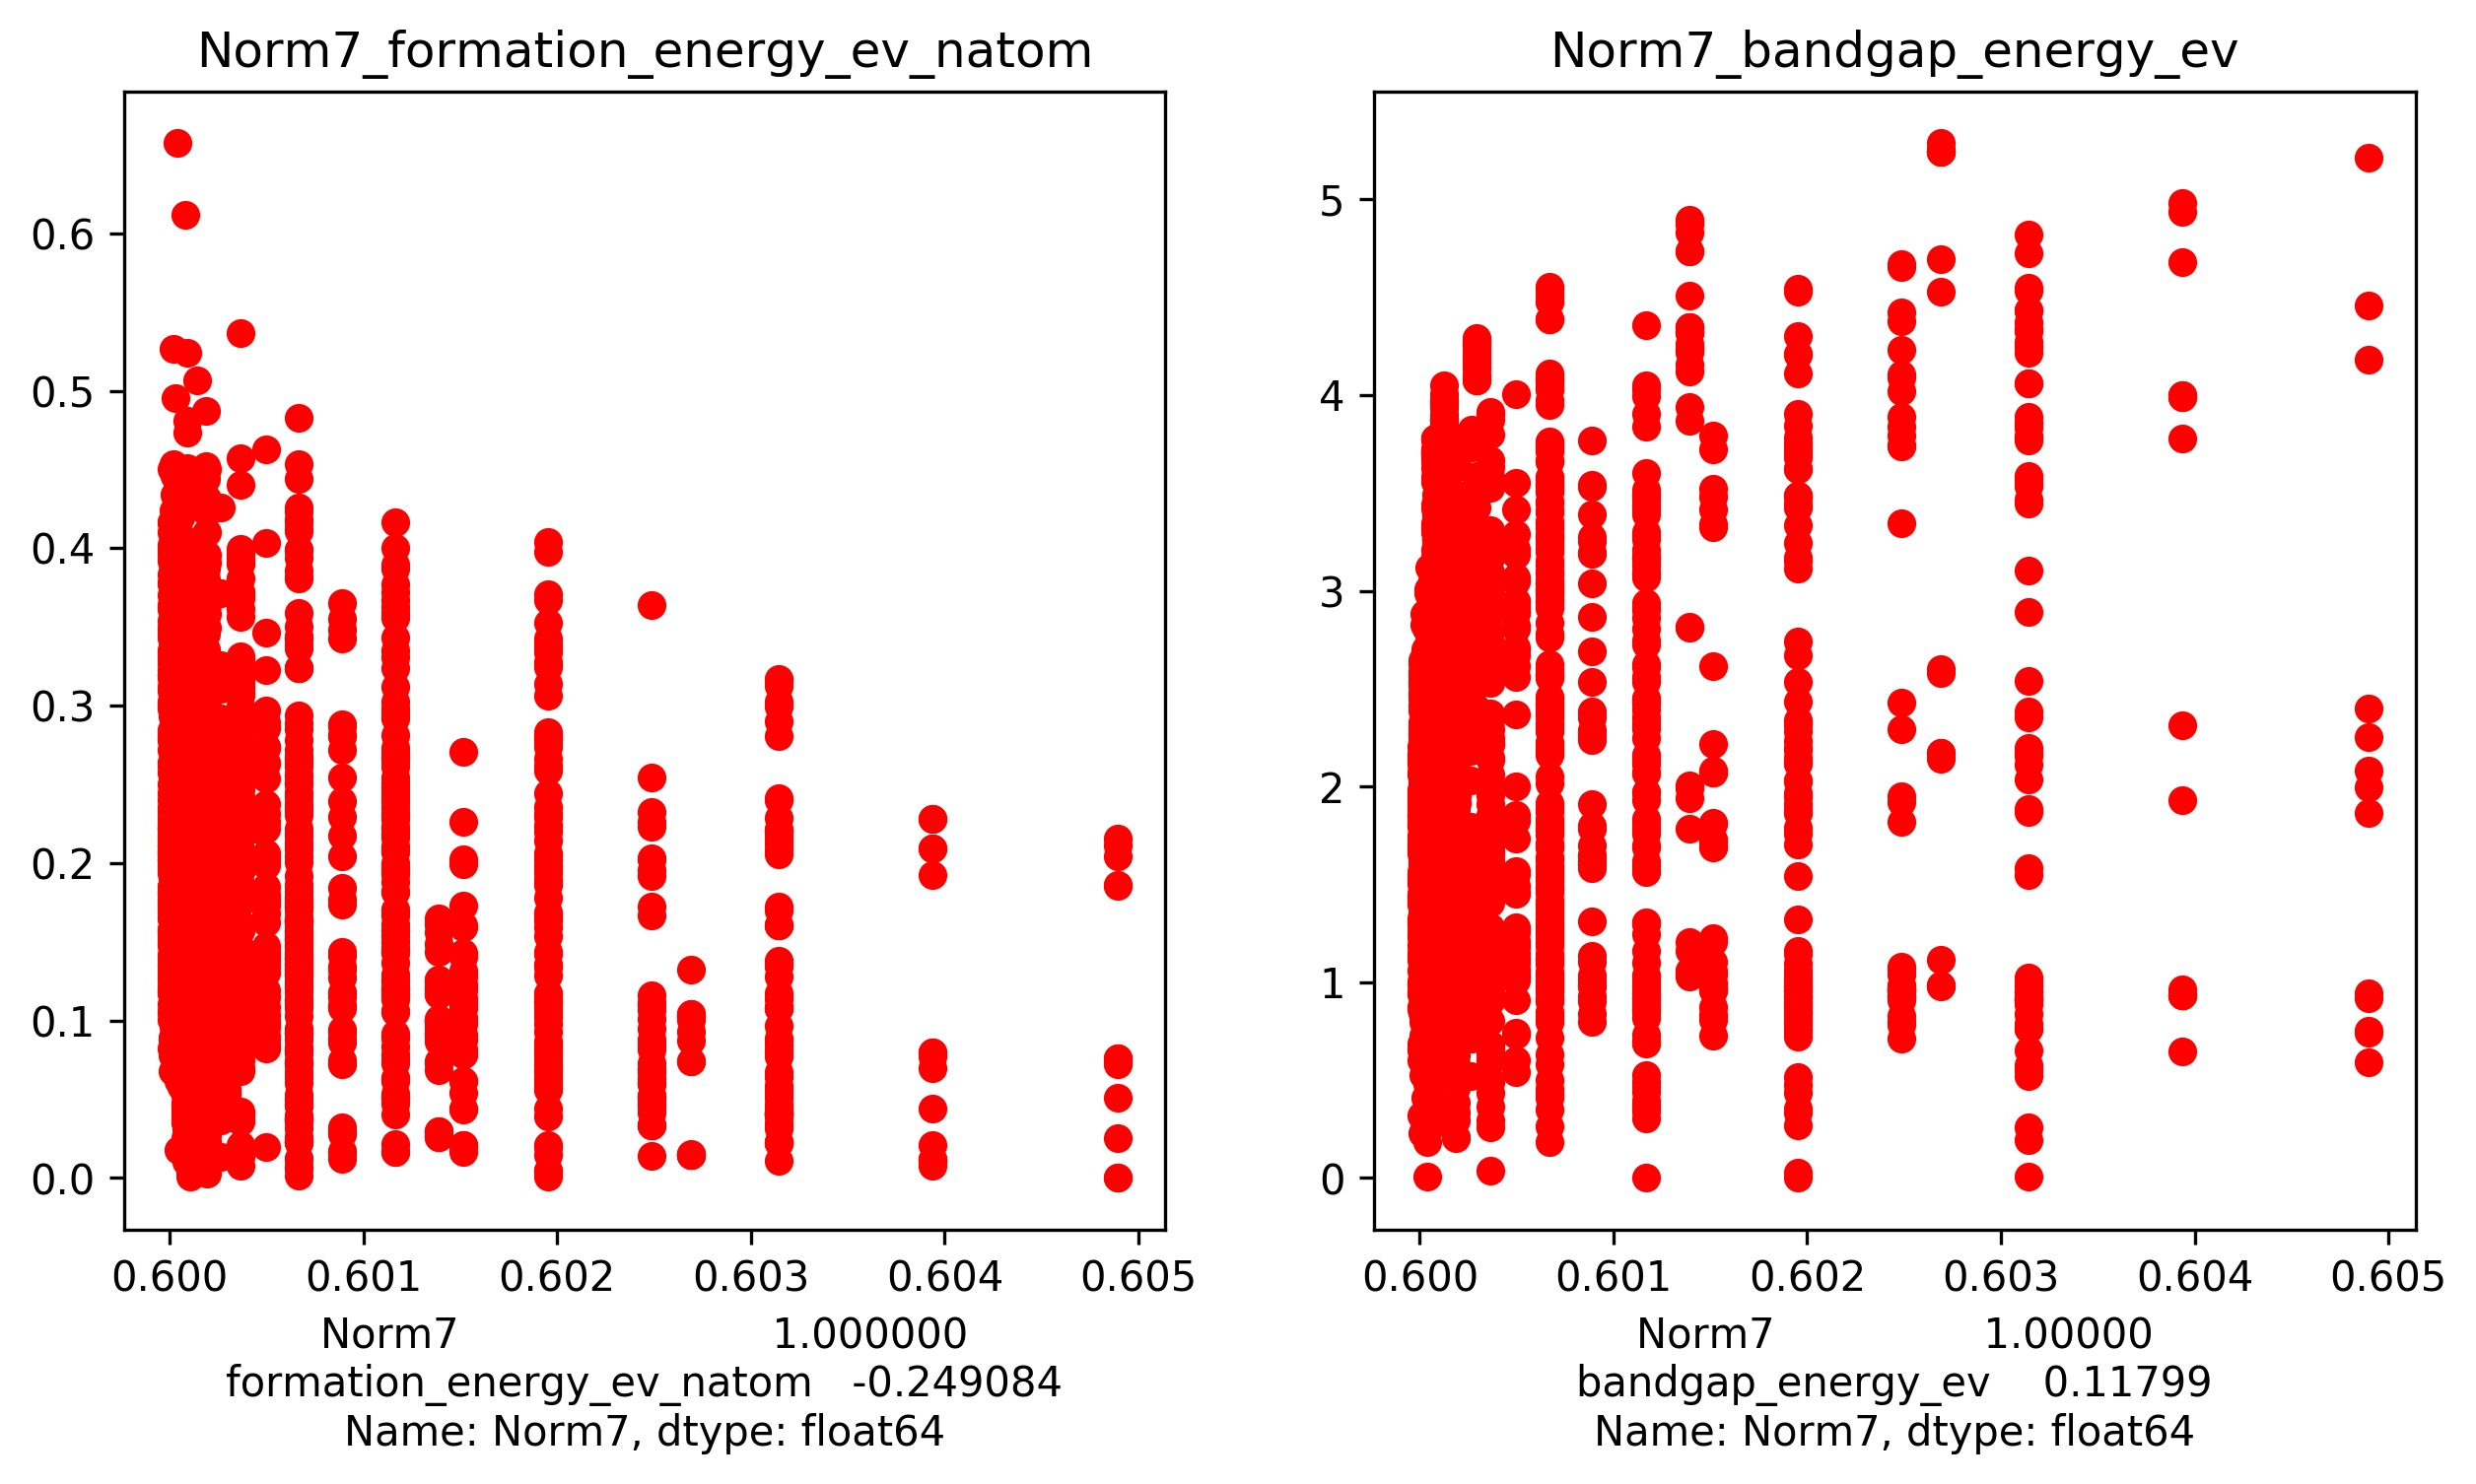 Norm7_formation_energy_ev_natom
0.6
0.5
0.4
0.3
0.2
0.1
0.0
0.600 0.601 0.602 0.603 0.604 0.605
Norm7 1.000000
formation_energy_ev_natom -0.249084
Name: Norm7, dtype: float64
Norm7_bandgap_energy_ev
5
4
3
2
1
0
0.600 0.601 0.602 0.603 0.604 0.605
Norm7 1.00000
bandgap_energy_ev 0.11799
Name: Norm7, dtype: float64